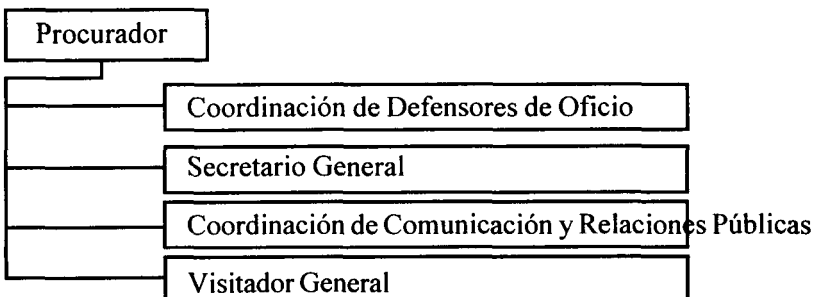 Procurador
Coordinación de Defensores de Oficio
Secretario General
Coordinación de Comunicación y Relaciones Públicas
Visitador General